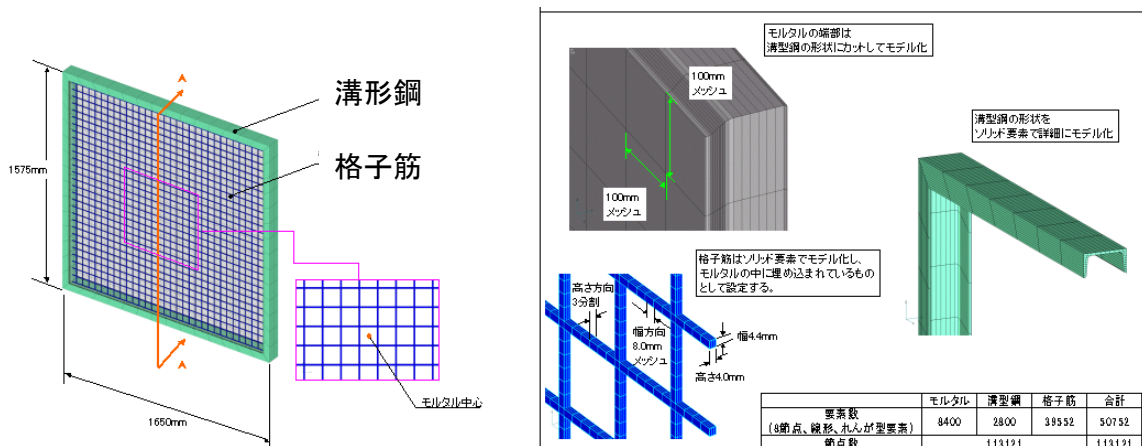 A
溝形鋼
格子筋
1575mm
A
1650mm
モルタル中心
モルタルの端部は
溝型鋼の形状にカットしてモデル化
100mm
メッシュ
100mm
メッシュ
溝型鋼の形状を
ソリッド要素で詳細にモデル化
格子筋はソリッド要素でモデル化し、
モルタルの中に埋め込まれているもの
として設定する。
高さ方向
3分割
幅方向
8.0mm
メッシュ
幅4.4mm
高さ4.0mm
モルタル 溝型鋼 格子筋 合計
要素数
(8節点、線形、れんが型要素) 8400 2800 39552 50752
節点数 113121 113121